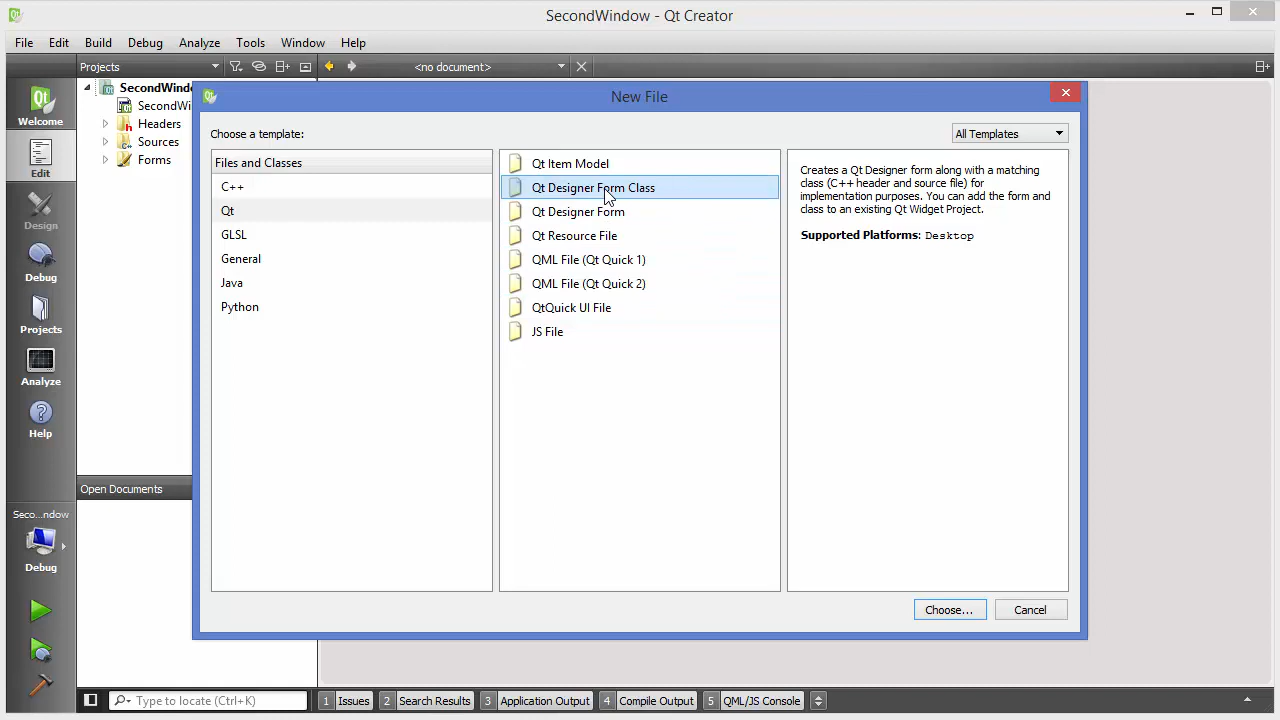 SecondWindow - Qt Creator
File Edit Build Debug Analyze Tools Window Help
Projects
<no document>
Welcome
Edit
Design
Debug
Projects
Analyze
Help
Seco...ndow
Debug
SecondWindo
SecondWi
Headers
Sources
Forms
Open Documents
New File
Choose a template:
All Templates
Files and Classes
C++
Qt
GLSL
General
Java
Python
Qt Item Model
Qt Designer Form Class
Qt Designer Form
Qt Resource File
QML File (Qt Quick 1)
QML File (Qt Quick 2)
QtQuick UI File
JS File
Creates a Qt Designer form along with a matching
class (C++ header and source file) for
implementation purposes. You can add the form and
class to an existing Qt Widget Project.
Supported Platforms: Desktop
Choose... Cancel
Type to locate (Ctrl+K) 1 Issues 2 Search Results 3 Application Output 4 Compile Output 5 QML/JS Console